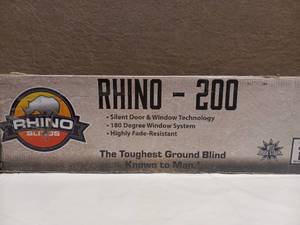 RHINO - 200
RHINO
BLINDS
• Silent Door & Window Technology
• 180 Degree Window System
• Highly Fade-Resistant
The Toughest Ground Blind
Known to Man.